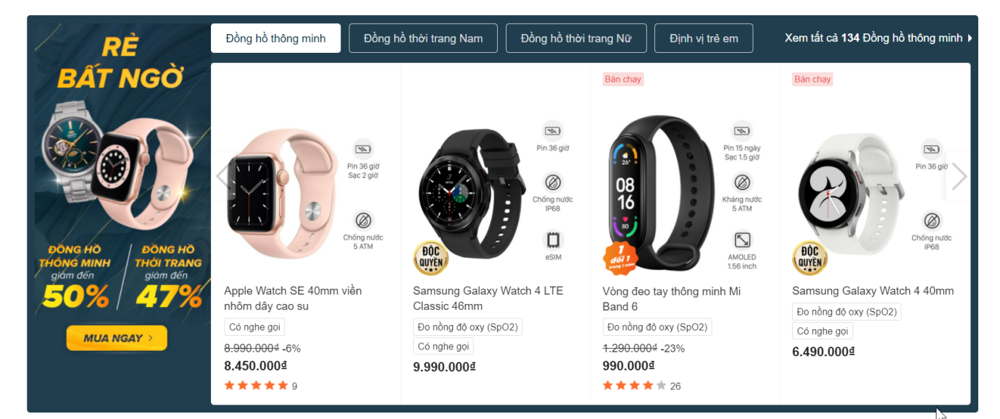 RẺ
BẤT NGỜ
ĐỒNG HỒ
THÔNG MINH
giảm đến
50%
ĐỒNG HỒ
THỜI TRANG
giảm đến
47%
MUA NGAY >
Đồng hồ thông minh
Đồng hồ thời trang Nam
Đồng hồ thời trang Nữ
Định vị trẻ em
Xem tất cả 134 Đồng hồ thông minh
Pin 36 giờ
Sạc 2 giờ
Chống nước
5 ATM
Apple Watch SE 40mm viền
nhôm dây cao su
Có nghe gọi
8.990.000₫ -6%
8.450.000₫
9
Pin 36 giờ
Chống nước
IP68
eSIM
ĐỘC
QUYỀN
Samsung Galaxy Watch 4 LTE
Classic 46mm
Đo nồng độ oxy (SpO2)
Có nghe gọi
9.990.000₫
Bán chạy
Pin 15 ngày
Sạc 1.5 giờ
Kháng nước
5 ATM
AMOLED
1.56 inch
26°
08
16
80
1
đổi 1
trong 1 năm
Vòng đeo tay thông minh Mi
Band 6
Đo nồng độ oxy (SpO2)
1.290.000₫ -23%
990.000₫
26
Bán chạy
Pin 36 giờ
Chống nước
IP68
ĐỘC
QUYỀN
Samsung Galaxy Watch 4 40mm
Đo nồng độ oxy (SpO2)
Có nghe gọi
6.490.000₫